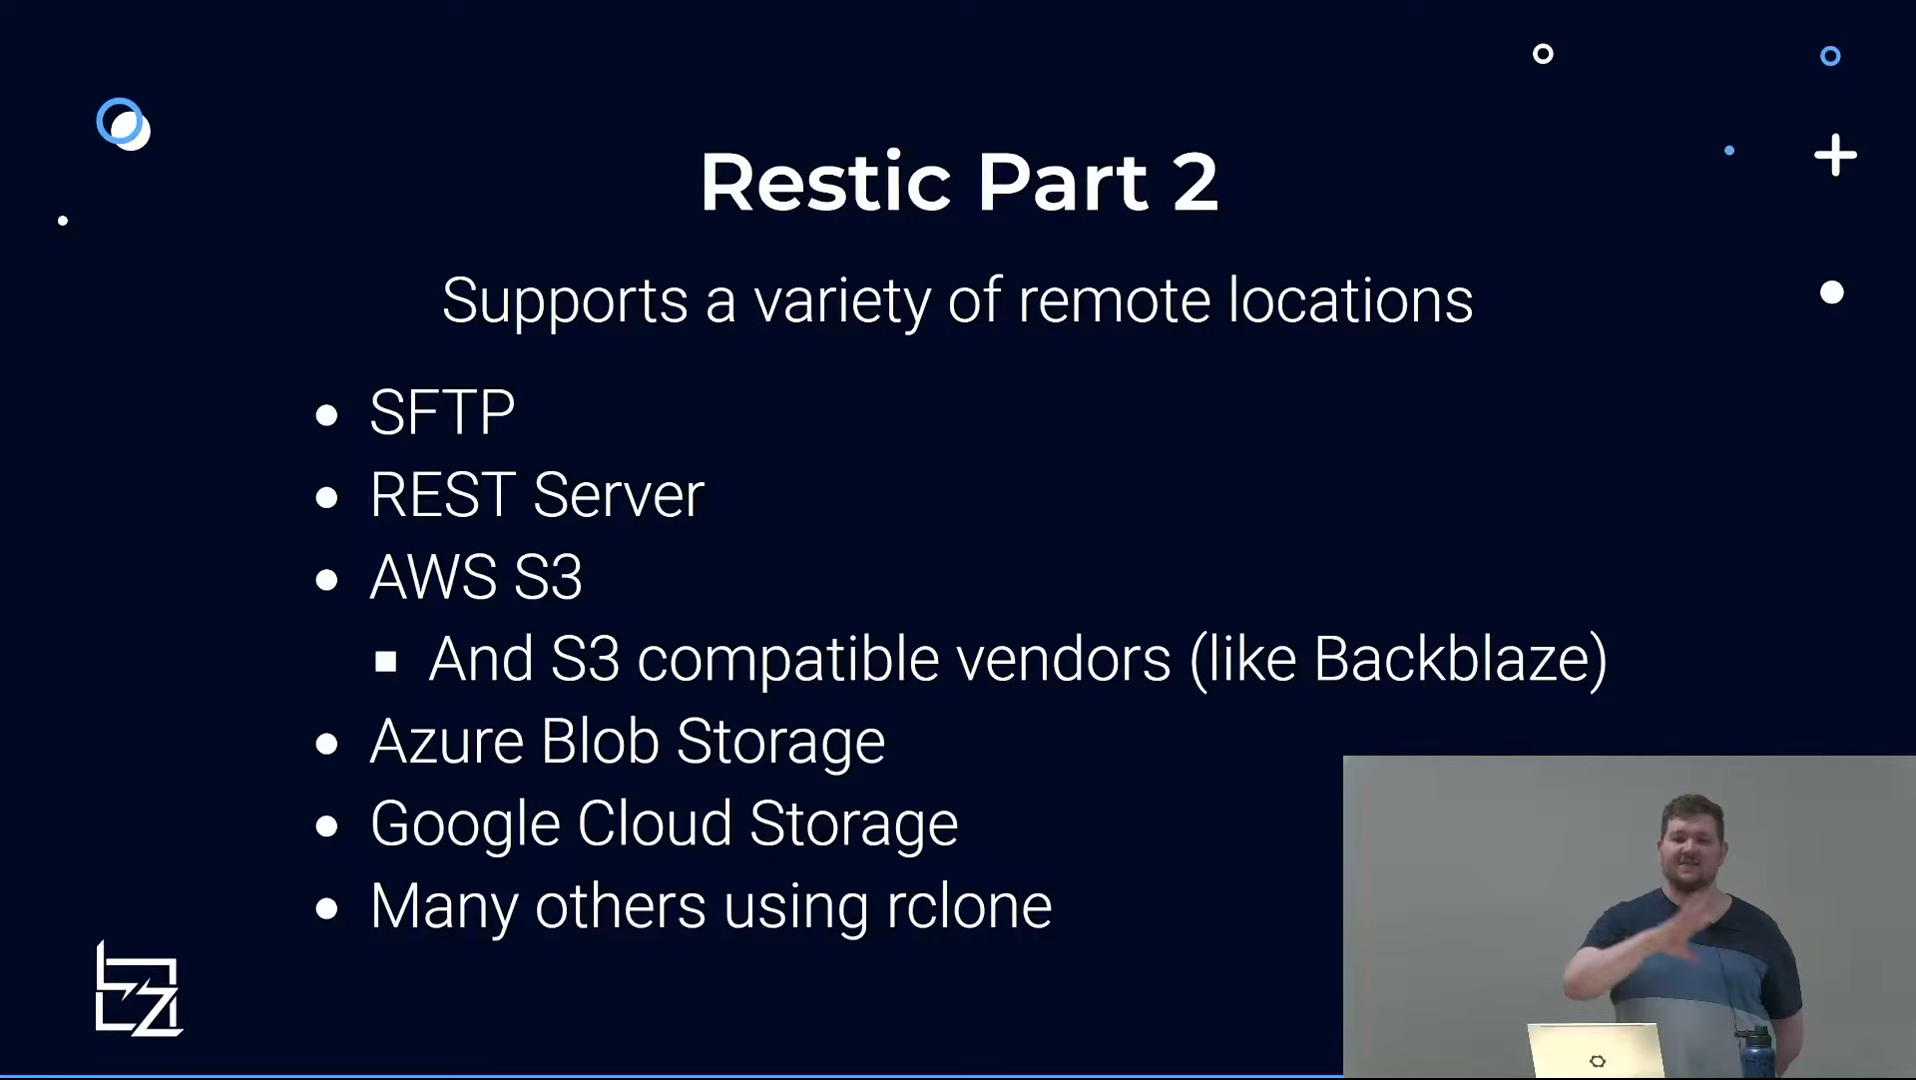 Restic Part 2
Supports a variety of remote locations
SFTP
REST Server
AWS S3
And S3 compatible vendors (like Backblaze)
Azure Blob Storage
Google Cloud Storage
Many others using rclone